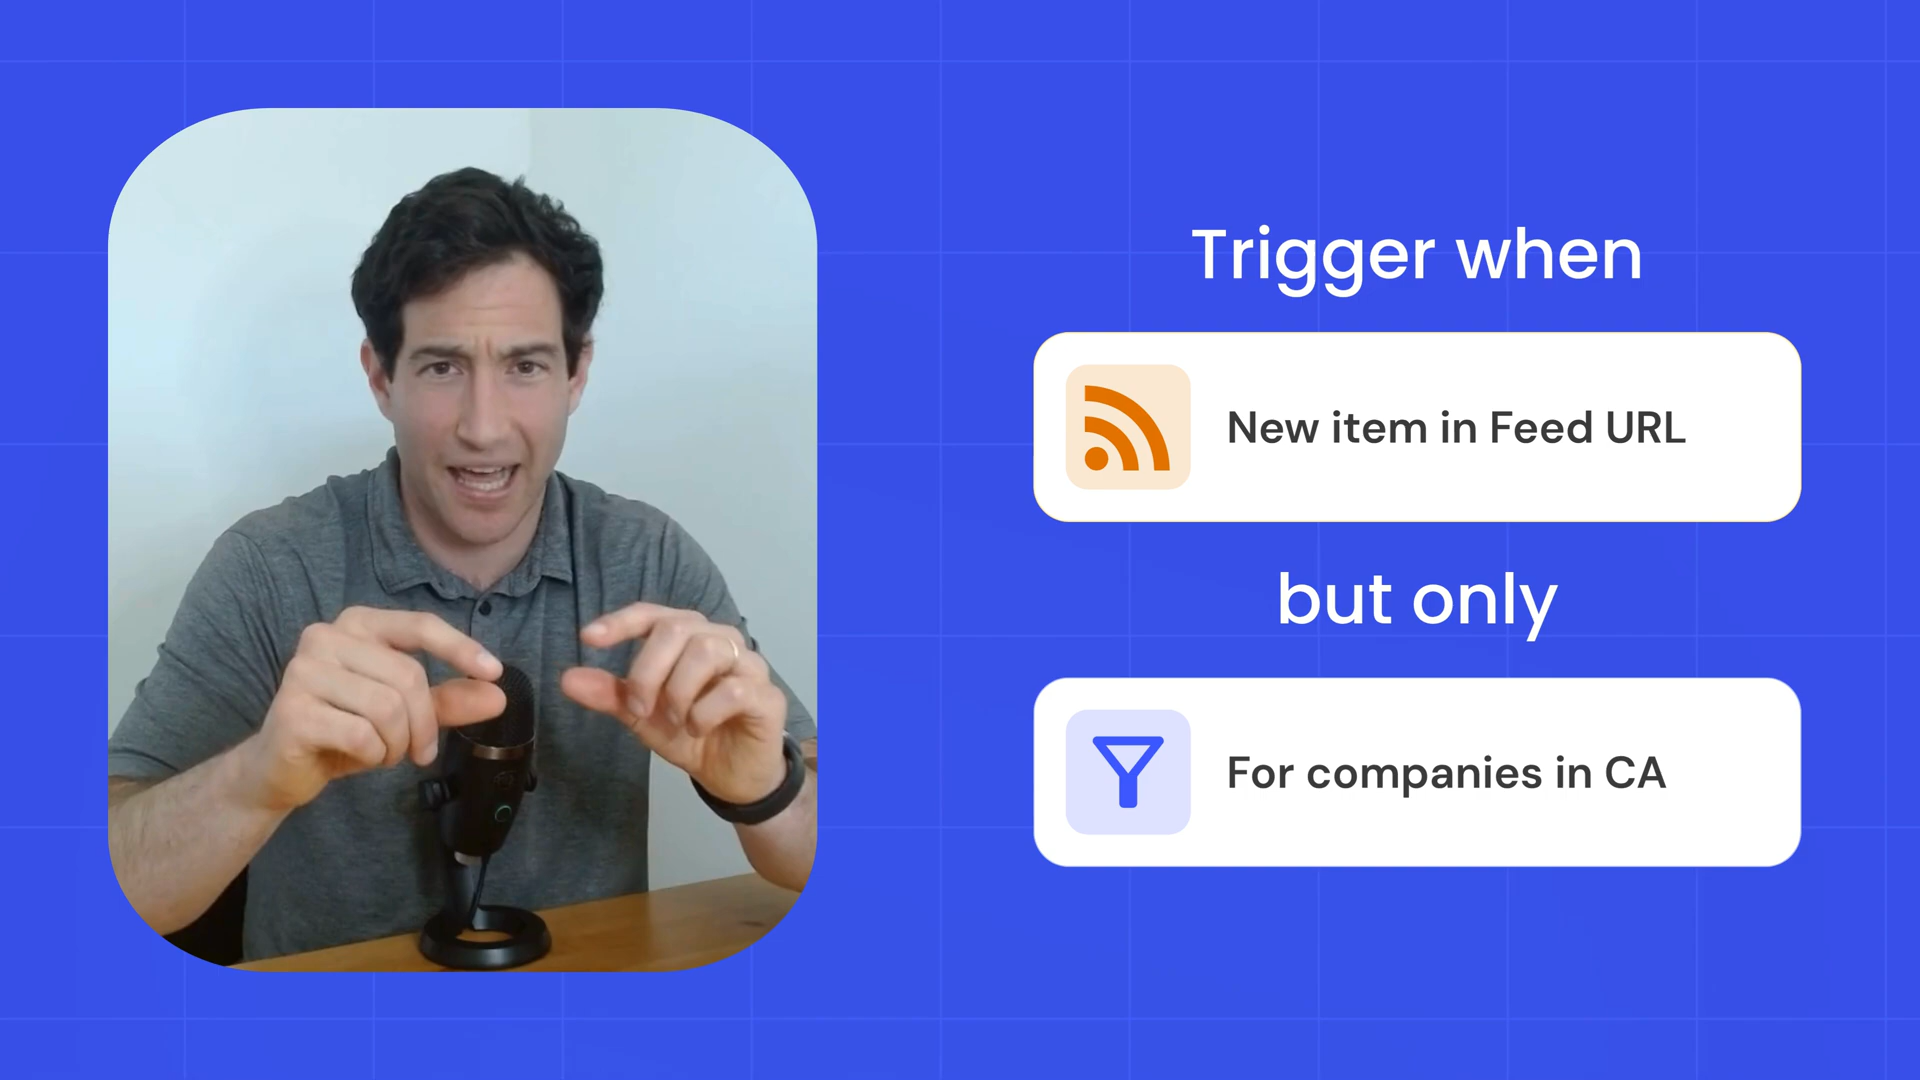 Trigger when
New item in Feed URL
but only
For companies in CA